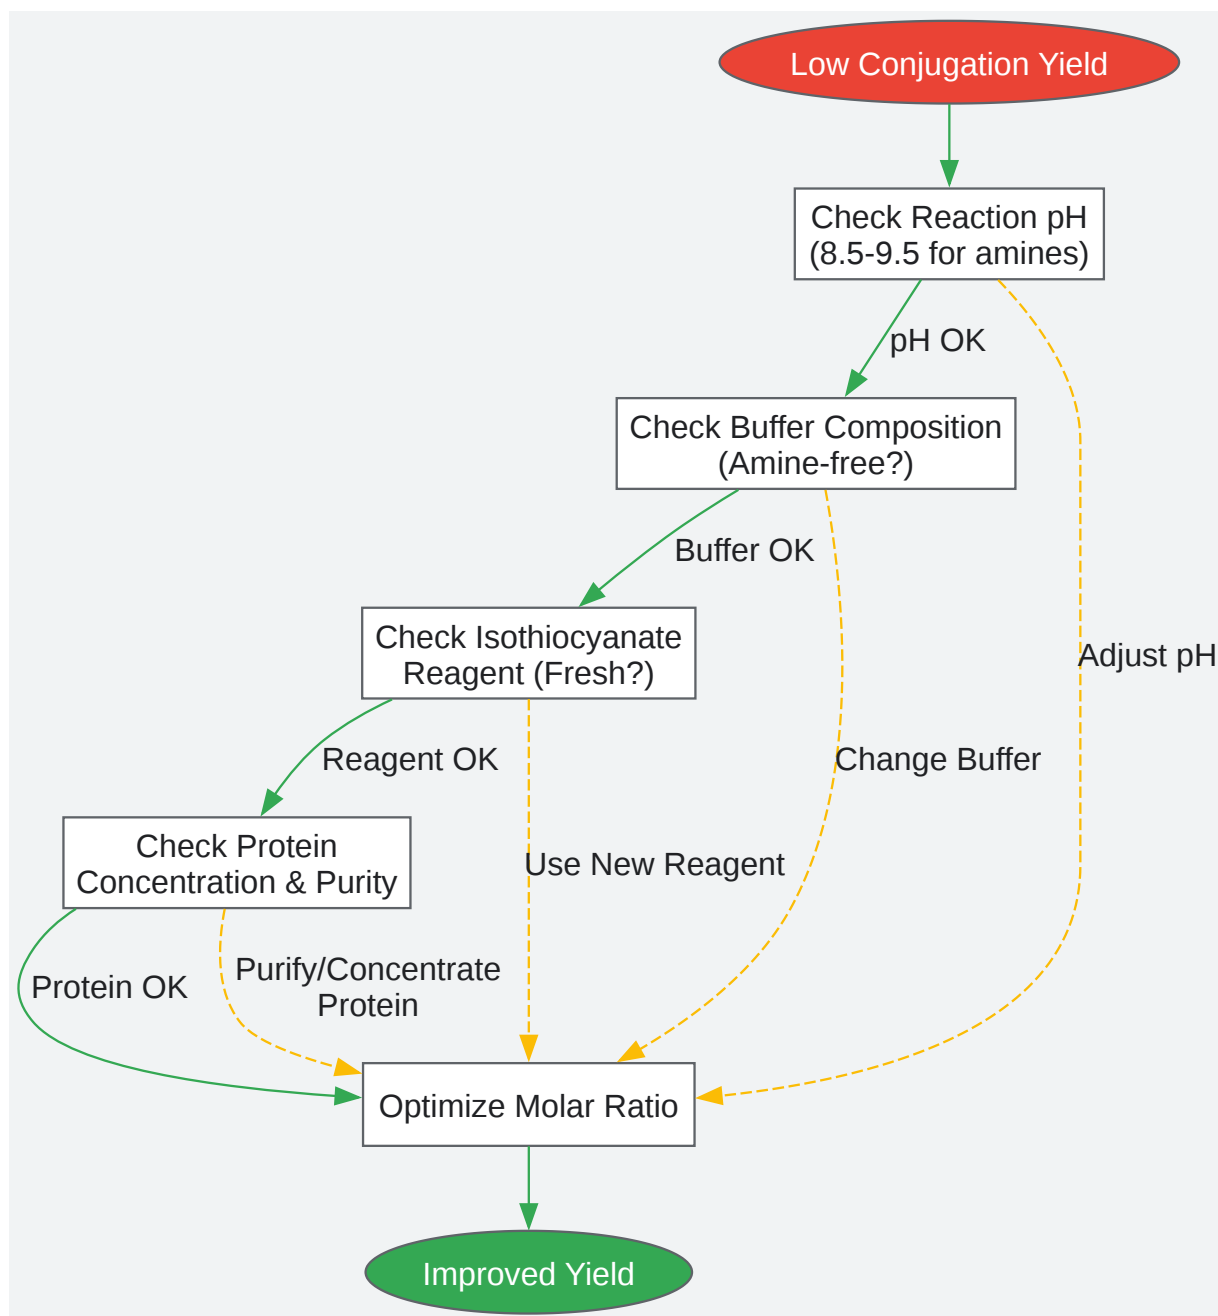 Low Conjugation Yield
Check Reaction pH
(8.5-9.5 for amines)
pH OK
Check Buffer Composition
(Amine-free?)
Buffer OK
Check Isothiocyanate
Reagent (Fresh?)
Adjust pH
Reagent OK
Change Buffer
Check Protein
Concentration & Purity
Use New Reagent
Protein OK
Purify/Concentrate
Protein
Optimize Molar Ratio
Improved Yield